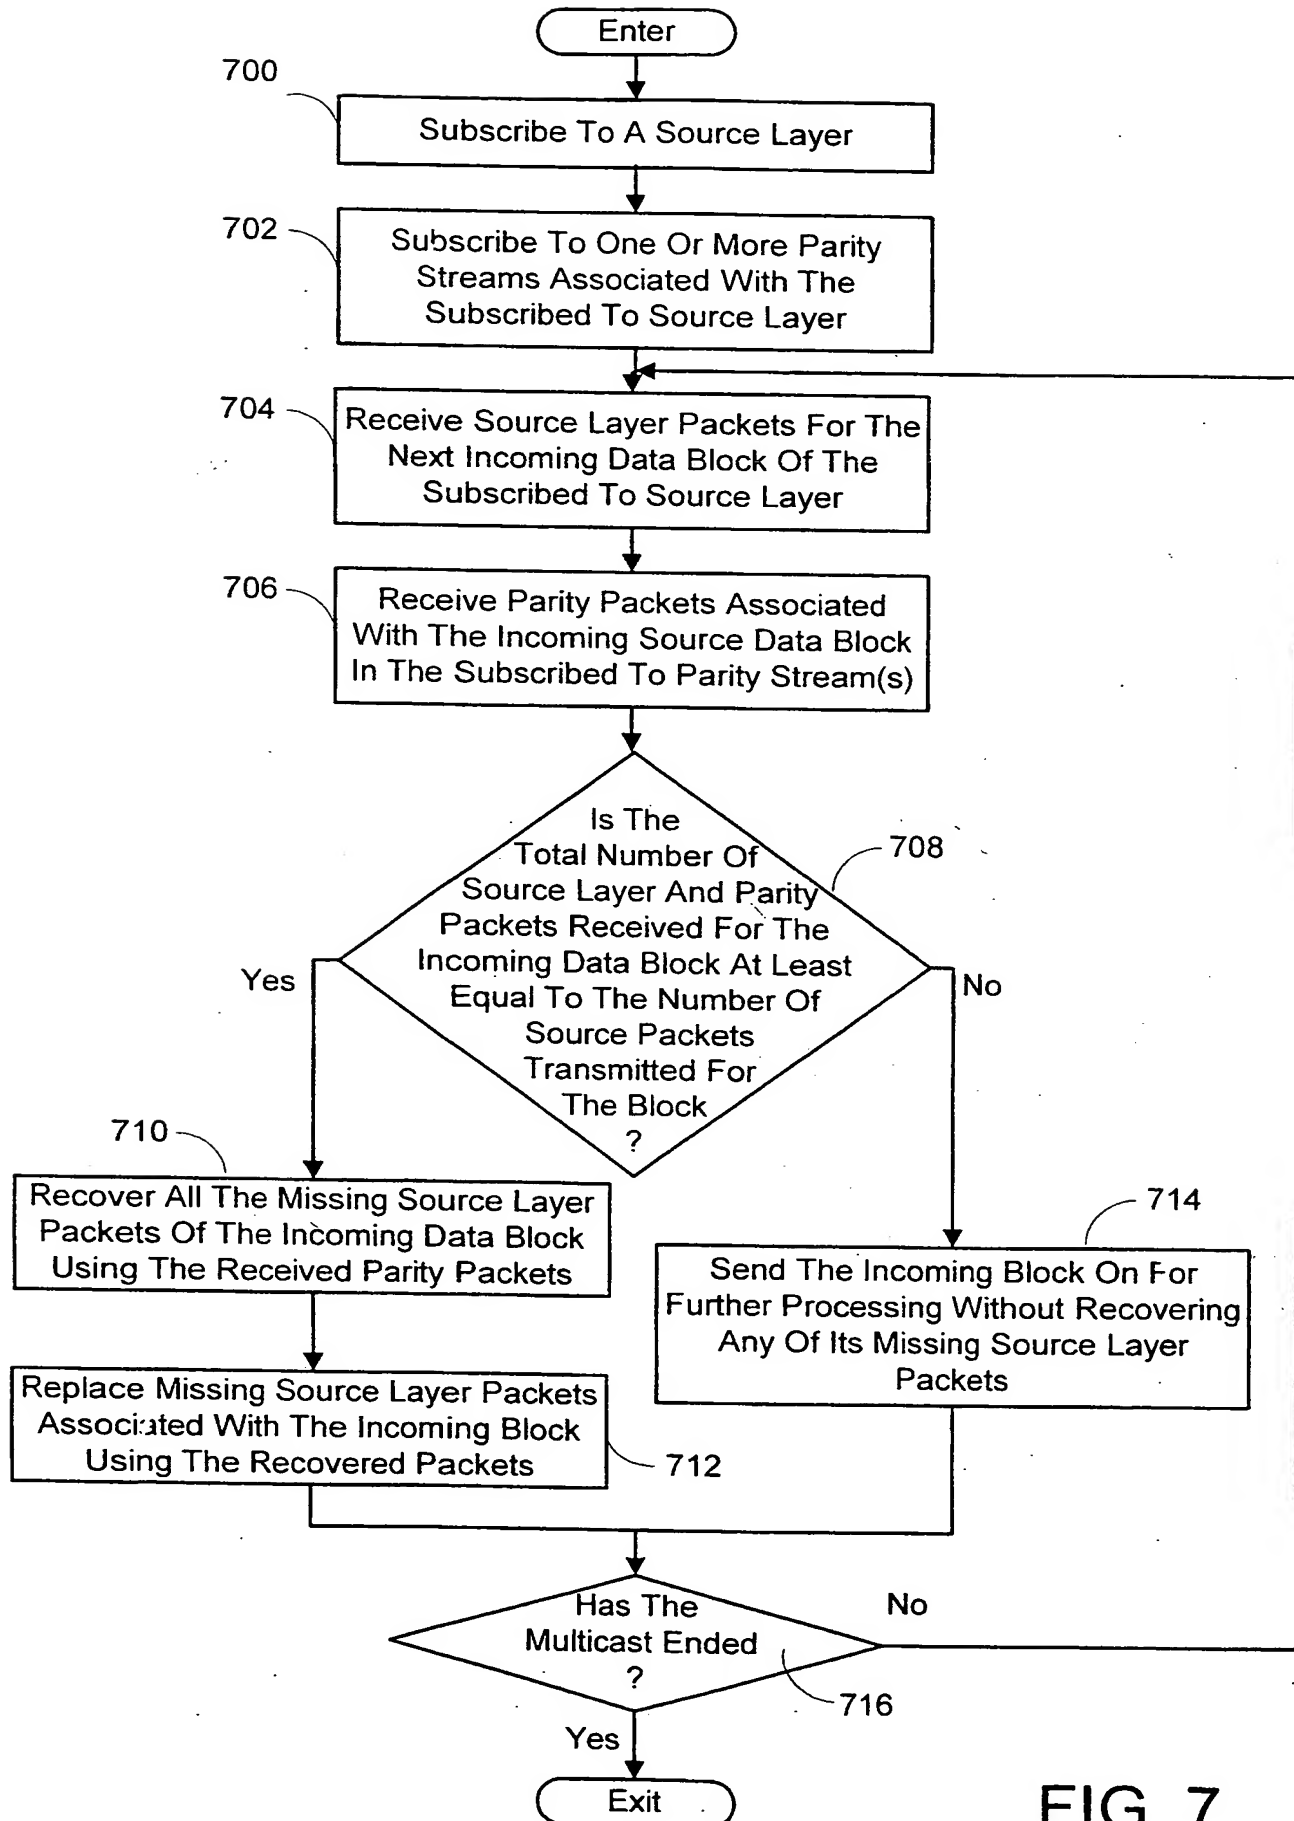 Enter
700
Subscribe To A Source Layer
702
Subscribe To One Or More Parity
Streams Associated With The
Subscribed To Source Layer
704
Receive Source Layer Packets For The
Next Incoming Data Block Of The
Subscribed To Source Layer
706
Receive Parity Packets Associated
With The Incoming Source Data Block
In The Subscribed To Parity Stream(s)
Is The
Total Number Of
Source Layer And Parity
Packets Received For The
Incoming Data Block At Least
Equal To The Number Of
Source Packets
Transmitted For
The Block
?
708
Yes
No
710
Recover All The Missing Source Layer
Packets Of The Incoming Data Block
Using The Received Parity Packets
714
Send The Incoming Block On For
Further Processing Without Recovering
Any Of Its Missing Source Layer
Packets
Replace Missing Source Layer Packets
Associated With The Incoming Block
Using The Recovered Packets
712
Has The
Multicast Ended
?
No
716
Yes
Exit
FIG. 7